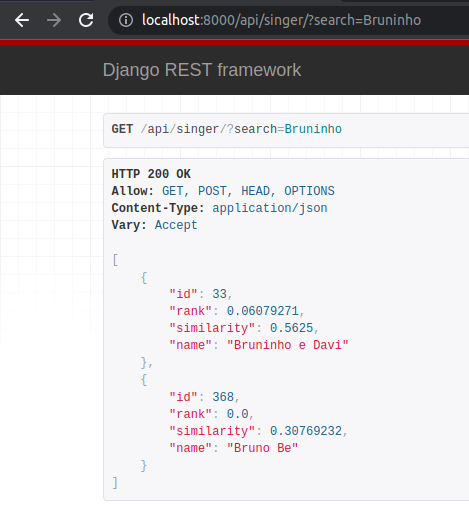 localhost:8000/api/singer/?search=Bruninho
Django REST framework
GET /api/singer/?search=Bruninho
HTTP 200 OK
Allow: GET, POST, HEAD, OPTIONS
Content-Type: application/json
Vary: Accept
[
    {
        "id": 33,
        "rank": 0.06079271,
        "similarity": 0.5625,
        "name": "Bruninho e Davi"
    },
    {
        "id": 368,
        "rank": 0.0,
        "similarity": 0.30769232,
        "name": "Bruno Be"
    }
]